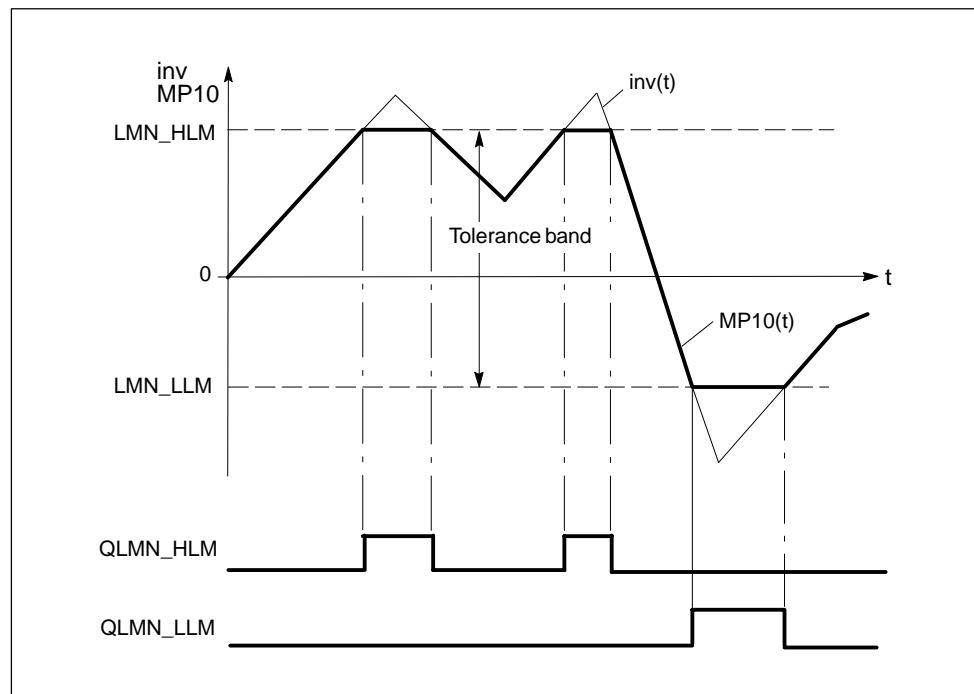 inv
MP10
inv(t)
LMN_HLM
Tolerance band
0
t
MP10(t)
LMN_LLM
QLMN_HLM
QLMN_LLM